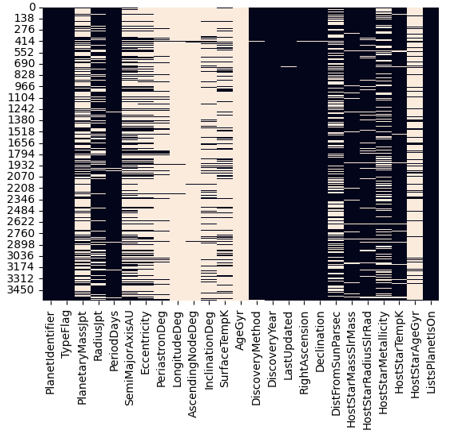 0
138
276
414
552
690
828
966
1104
1242
1380
1518
1656
1794
1932
2070
2208
2346
2484
2622
2760
2898
3036
3174
3312
3450
PlanetIdentifier
TypeFlag
PlanetaryMassJpt
RadiusJpt
PeriodDays
SemiMajorAxisAU
Eccentricity
PeriastronDeg
LongitudeDeg
AscendingNodeDeg
InclinationDeg
SurfaceTempK
AgeGyr
DiscoveryMethod
DiscoveryYear
LastUpdated
RightAscension
Declination
DistFromSunParsec
HostStarMassSlrMass
HostStarRadiusSlrRad
HostStarMetallicity
HostStarTempK
HostStarAgeGyr
ListsPlanetIsOn